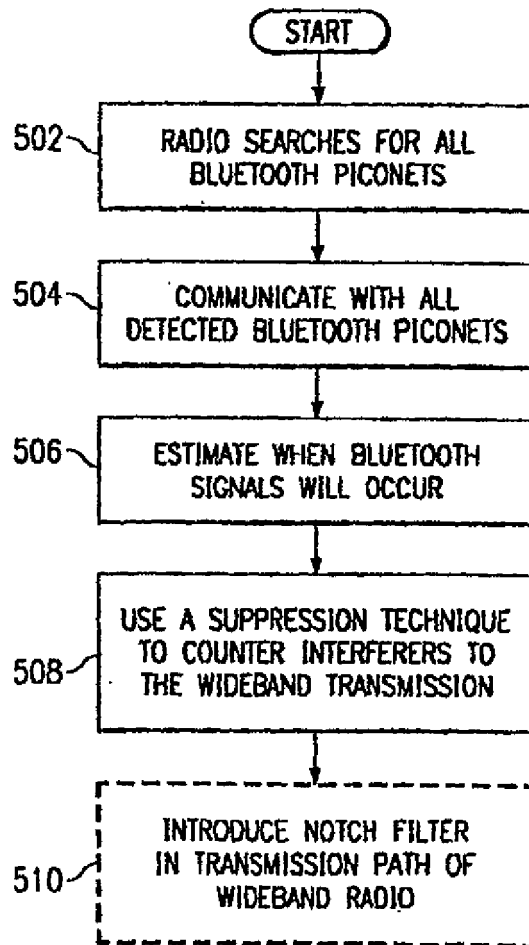 START
502
RADIO SEARCHES FOR ALL
BLUETOOTH PICONETS
504
COMMUNICATE WITH ALL
DETECTED BLUETOOTH PICONETS
506
ESTIMATE WHEN BLUETOOTH
SIGNALS WILL OCCUR
508
USE A SUPPRESSION TECHNIQUE
TO COUNTER INTERFERERS TO
THE WIDEBAND TRANSMISSION
510
INTRODUCE NOTCH FILTER
IN TRANSMISSION PATH OF
WIDEBAND RADIO